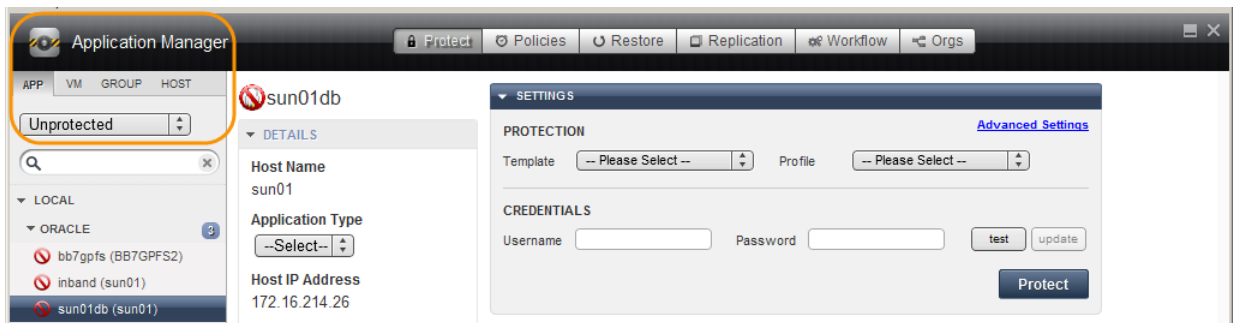 Application Manager
Protect Policies Restore Replication Workflow Orgs
APP VM GROUP HOST
Unprotected
LOCAL
ORACLE 3
bb7gpfs (BB7GPFS2)
inband (sun01)
sun01db (sun01)
sun01db
DETAILS
Host Name
sun01
Application Type
--Select--
Host IP Address
172.16.214.26
SETTINGS
PROTECTION Advanced Settings
Template -- Please Select -- Profile -- Please Select --
CREDENTIALS
Username Password test update
Protect